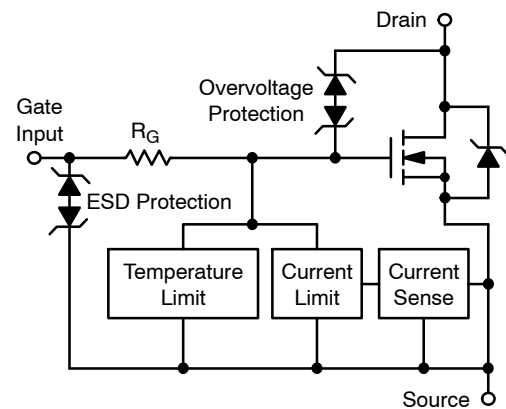 Drain
Overvoltage
Protection
Gate
Input
RG
ESD Protection
Temperature
Limit
Current
Limit
Current
Sense
Source